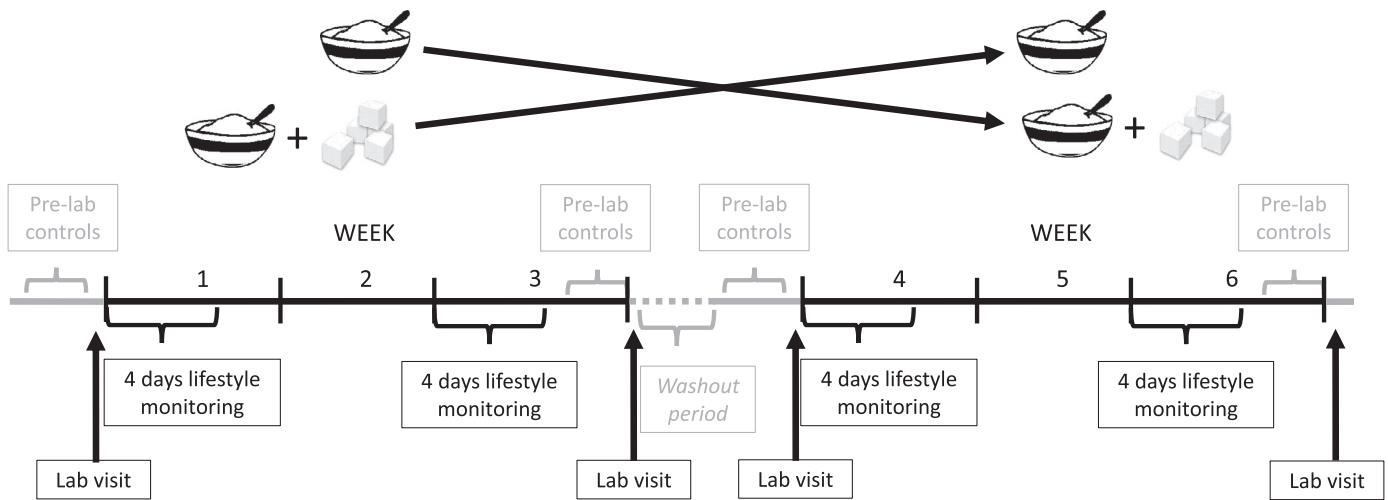 +
+
Pre-lab
controls
WEEK
Pre-lab
controls
Pre-lab
controls
WEEK
Pre-lab
controls
1
2
3
4
5
6
4 days lifestyle
monitoring
4 days lifestyle
monitoring
Washout
period
4 days lifestyle
monitoring
4 days lifestyle
monitoring
Lab visit
Lab visit
Lab visit
Lab visit